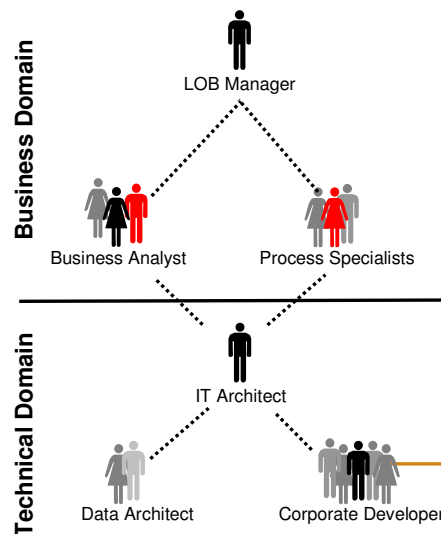 Business Domain
LOB Manager
Business Analyst
Process Specialists
Technical Domain
IT Architect
Data Architect
Corporate Developer